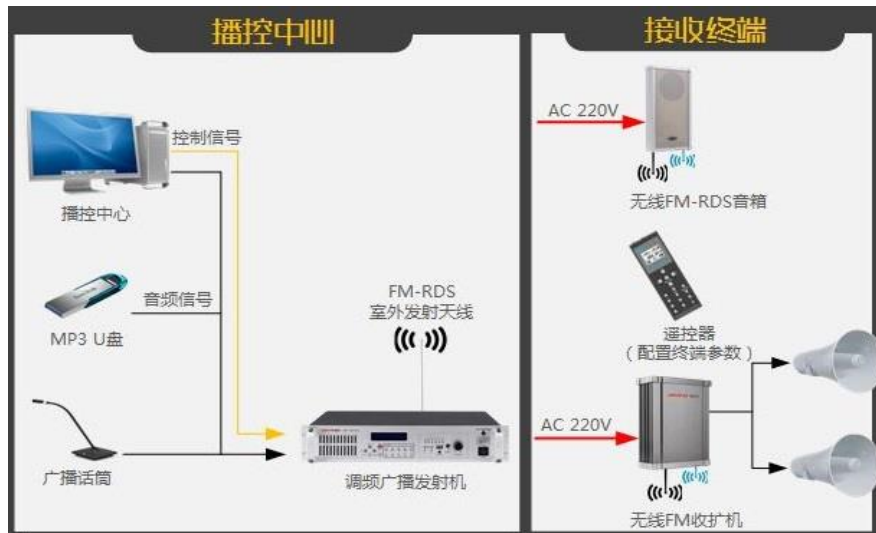 播控中心
接收终端
控制信号
播控中心
音频信号
MP3 U盘
FM-RDS
室外发射天线
广播话筒
调频广播发射机
AC 220V
无线FM-RDS音箱
遥控器
（配置终端参数）
AC 220V
无线FM收扩机